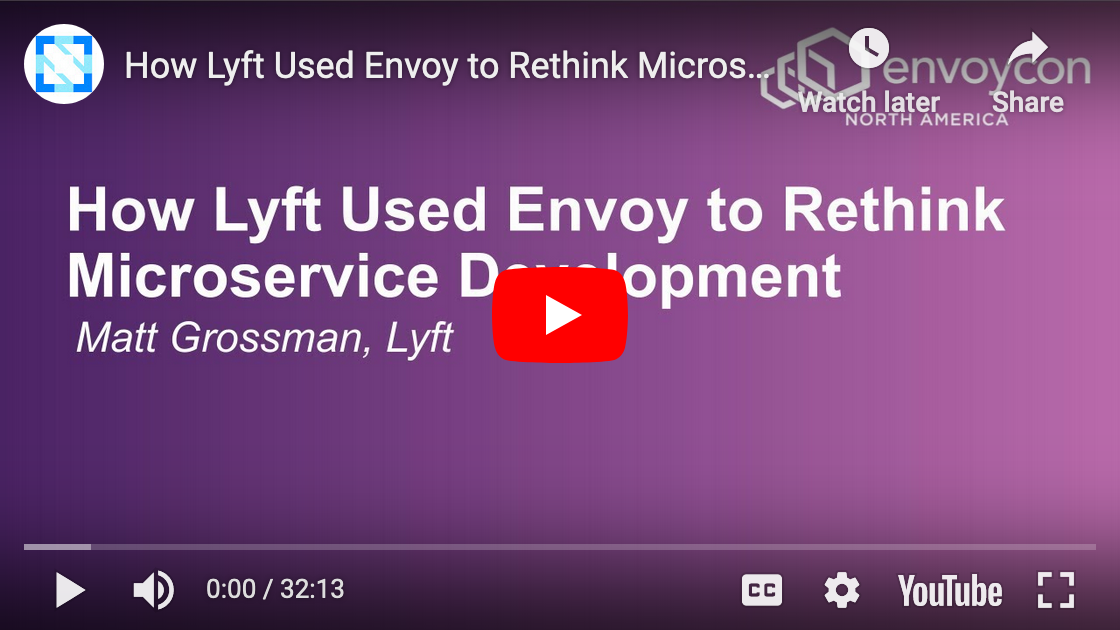 How Lyft Used Envoy to Rethink Micros...
envoycon
Watch later
Share
NORTH AMERICA
How Lyft Used Envoy to Rethink
Microservice Development
Matt Grossman, Lyft
0:00 / 32:13
CC
YouTube